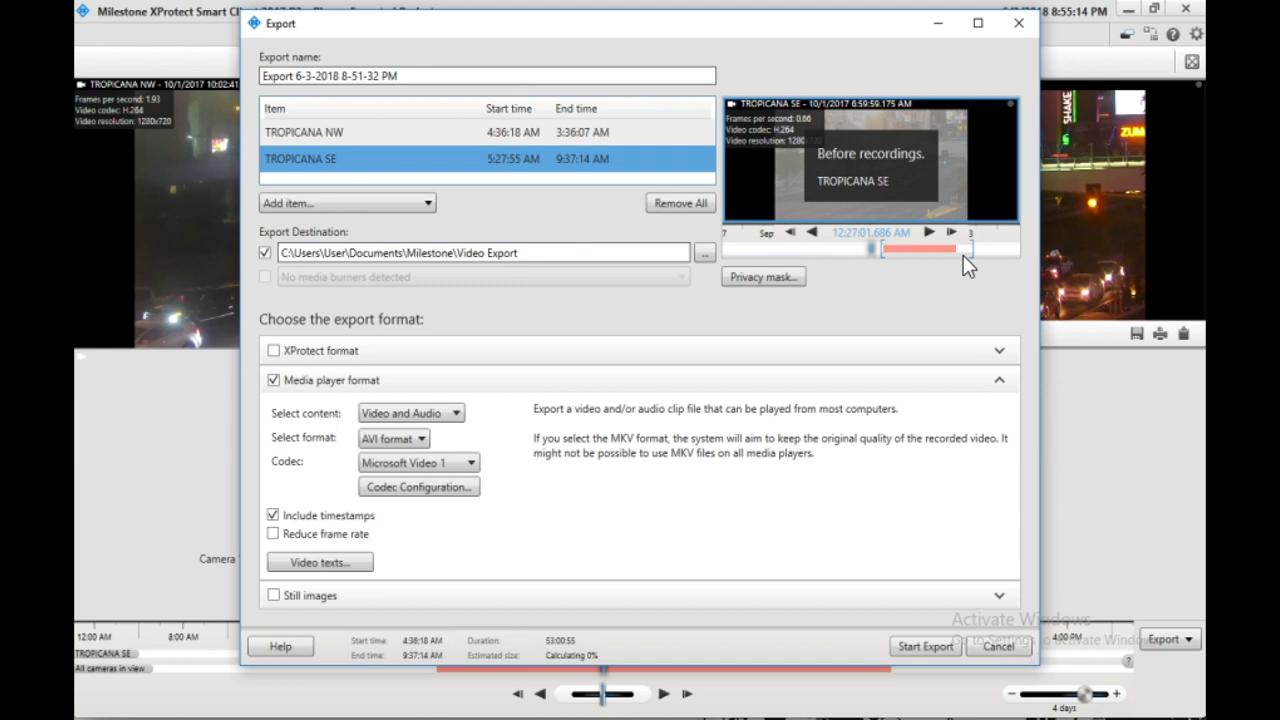 Milestone XProtect Smart Cl
8:55:14 PM
Export
Export name:
Export 6-3-2018 8-51-32 PM
TROPICANA NW - 10/1/2017 10:02:41
Frames per second: 1.93
Video codec: H.264
Video resolution: 1280x720
Item Start time End time
TROPICANA NW 4:36:18 AM 3:36:07 AM
TROPICANA SE 5:27:55 AM 9:37:14 AM
Add item... Remove All
TROPICANA SE - 10/1/2017 6:59:59.175 AM
Frames per second: 0.66
Video codec: H.264
Video resolution: 1280
Before recordings.
TROPICANA SE
SHAKE
ZUM
7 Sep 12:27:01.686 AM 3
Export Destination:
C:\Users\User\Documents\Milestone\Video Export ...
No media burners detected
Privacy mask...
Choose the export format:
XProtect format
Media player format
Select content: Video and Audio
Select format: AVI format
Codec: Microsoft Video 1
Codec Configuration...
Export a video and/or audio clip file that can be played from most computers.
If you select the MKV format, the system will aim to keep the original quality of the recorded video. It
might not be possible to use MKV files on all media players.
Include timestamps
Reduce frame rate
Video texts...
Still images
Camera
Help
Start time: 4:36:18 AM Duration: 53:00:55
End time: 9:37:14 AM Estimated size: Calculating 0%
Start Export Cancel
Activate Windows
Go to Settings to activate Windows
12:00 AM 8:00 AM 4:00 PM
Export
TROPICANA SE
All cameras in view
?
4 days